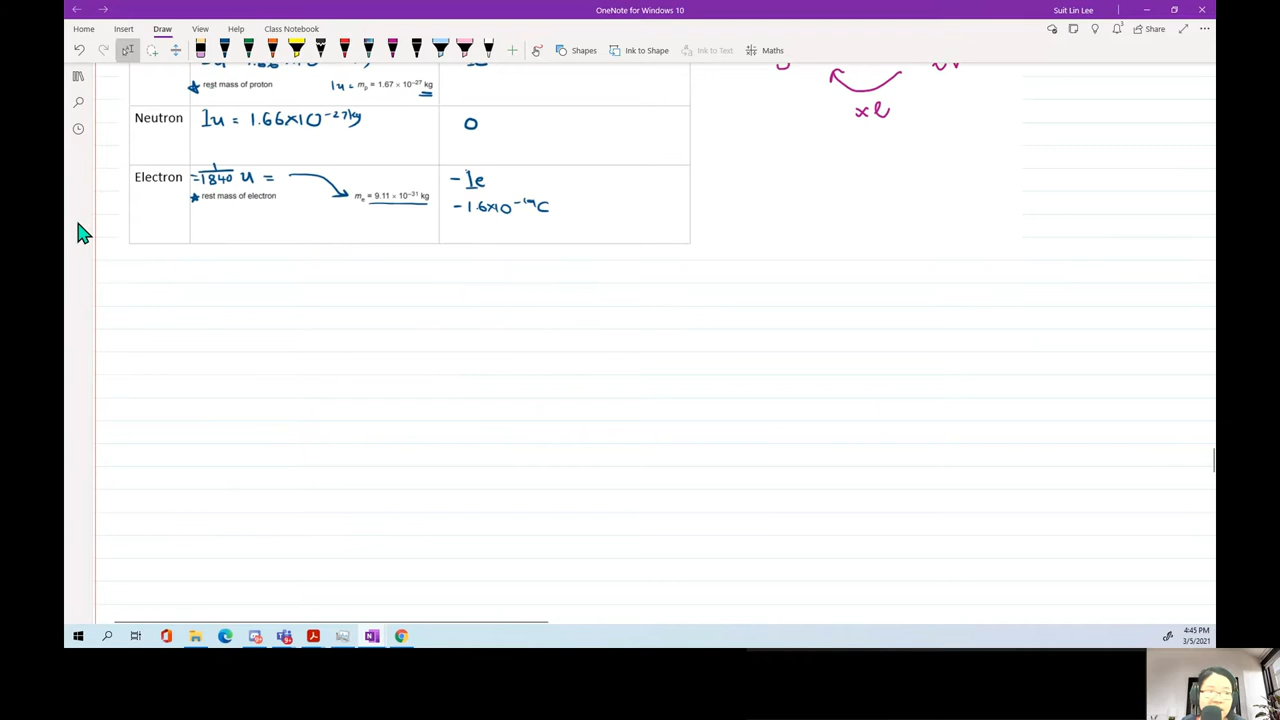 OneNote for Windows 10
Suit Lin Lee
Home Insert Draw View Help Class Notebook
Share
Shapes Ink to Shape Ink to Text Maths
rest mass of proton 1u = mp = 1.67 × 10⁻²⁷ kg
xe
Neutron 1u = 1.66×10⁻²⁷kg 0
Electron =1/1840 u = -1e
rest mass of electron me = 9.11 × 10⁻³¹ kg
-1.6×10⁻¹⁹C
4:45 PM
3/5/2021